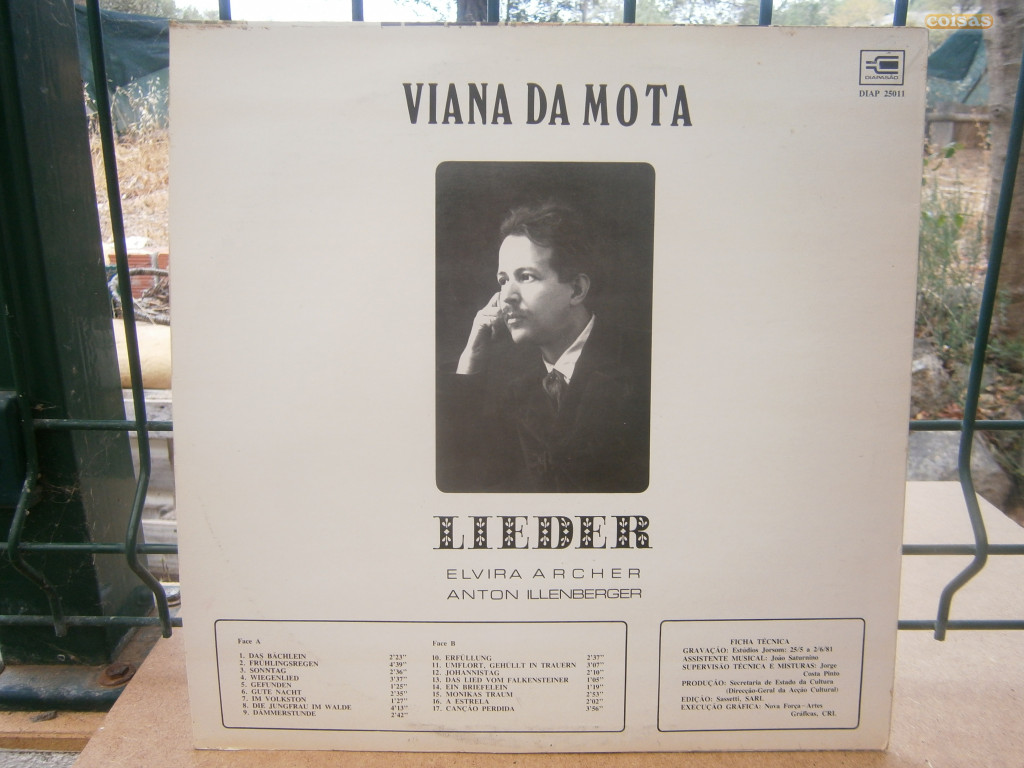 coisas
DIAPASÃO
DIAP 25011
VIANA DA MOTA
LIEDER
ELVIRA ARCHER
ANTON ILLENBERGER
Face A
1. DAS BÄCHLEIN 2'23"
2. FRÜHLINGSREGEN 4'39"
3. SONNTAG 2'36"
4. WIEGENLIED 3'37"
5. GEFUNDEN 1'25"
6. GUTE NACHT 2'35"
7. IM VOLKSTON 1'27"
8. DIE JUNGFRAU IM WALDE 4'13"
9. DÄMMERSTUNDE 2'42"
Face B
10. ERFÜLLUNG 2'37"
11. UMFLORT, GEHÜLLT IN TRAUERN 3'07"
12. JOHANNISTAG 2'10"
13. DAS LIED VOM FALKENSTEINER 1'05"
14. EIN BRIEFELEIN 1'19"
15. MONIKAS TRAUM 2'53"
16. A ESTRELA 2'02"
17. CANÇÃO PERDIDA 3'56"
FICHA TÉCNICA
GRAVAÇÃO: Estúdios Jorsom: 25/5 a 2/6/81
ASSISTENTE MUSICAL: João Saturnino
SUPERVISÃO TÉCNICA E MISTURAS: Jorge
Costa Pinto
PRODUÇÃO: Secretaria de Estado da Cultura
(Direcção-Geral da Acção Cultural)
EDIÇÃO: Sassetti, SARL
EXECUÇÃO GRÁFICA: Nova Força—Artes
Gráficas, CRL